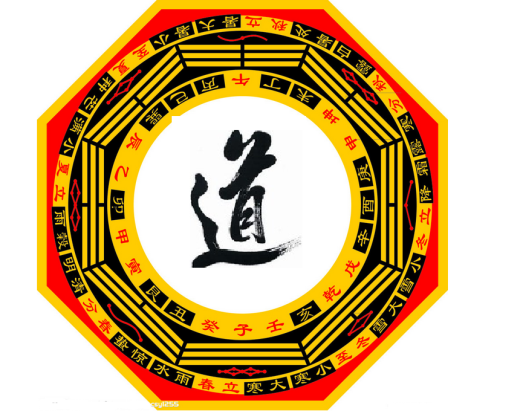 道
午丁未坤申庚酉辛戊乾亥壬子癸丑艮寅甲卯乙辰巽巳丙
小暑大暑立秋处暑白露秋分寒露霜降立冬小雪大雪冬至小寒大寒立春雨水惊蛰春分清明穀雨立夏小满芒种夏至